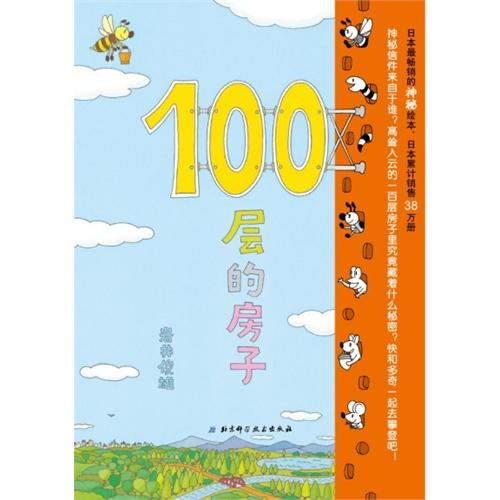 100
层的房子
岩井俊雄
北京科学技术出版社
日本最畅销的神秘绘本，日本累计销售38万册
神秘信件来自于谁？高耸入云的一百层房子里究竟藏着什么秘密？快和多奇一起去攀登吧！